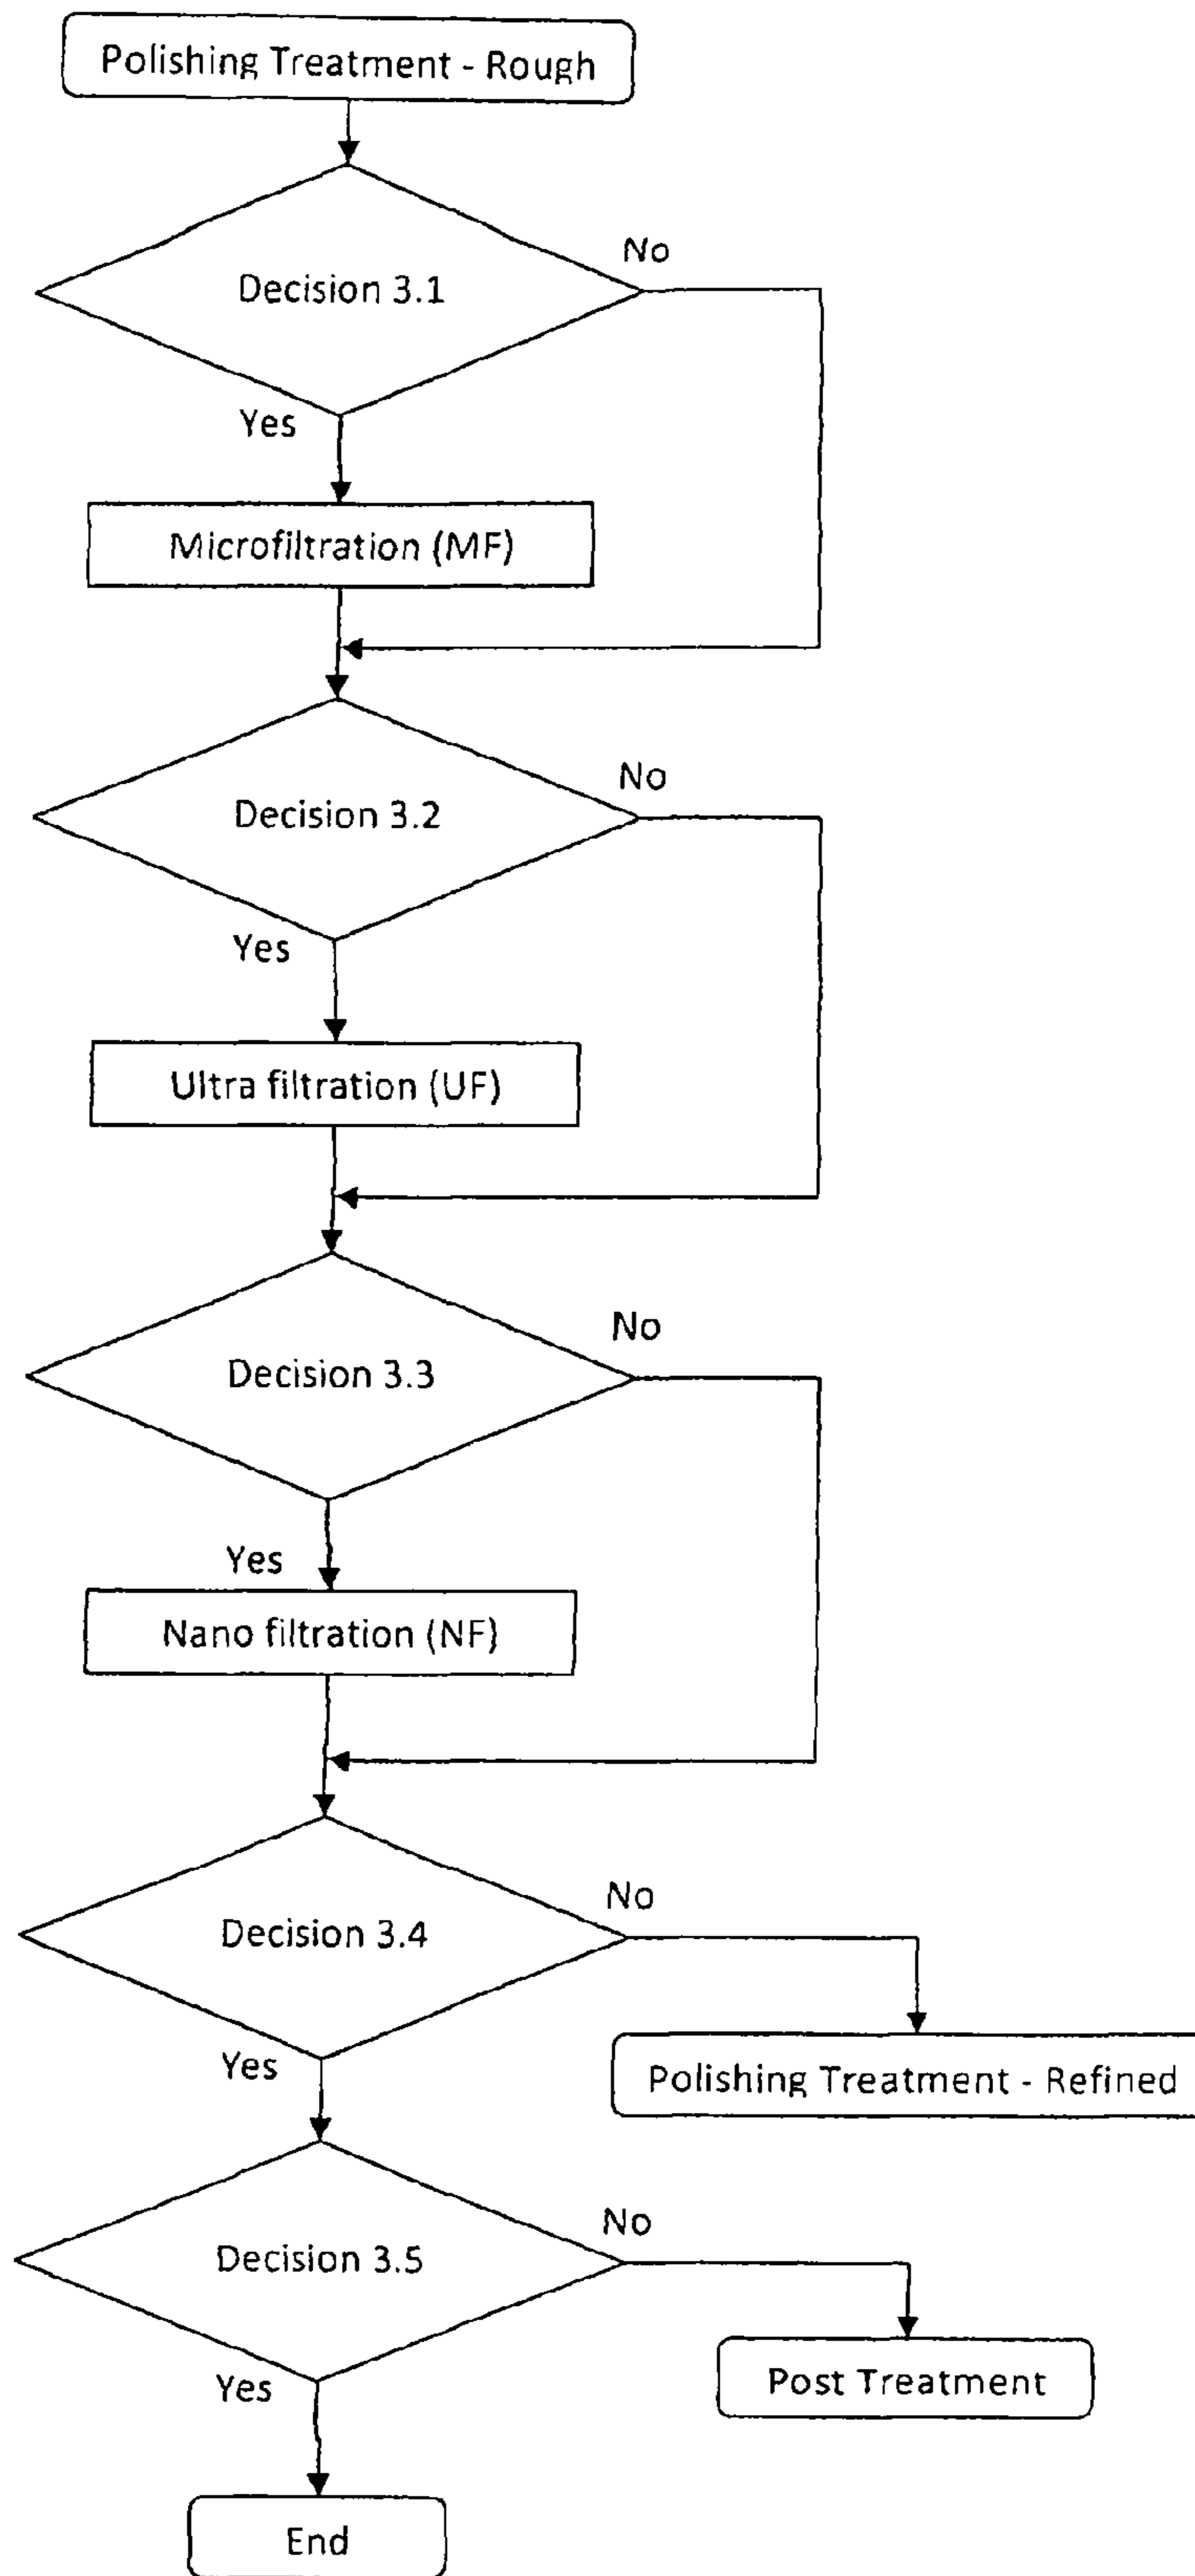 Polishing Treatment - Rough
No
Decision 3.1
Yes
Microfiltration (MF)
No
Decision 3.2
Yes
Ultra filtration (UF)
No
Decision 3.3
Yes
Nano filtration (NF)
No
Decision 3.4
Yes
Polishing Treatment - Refined
No
Decision 3.5
Yes
Post Treatment
End